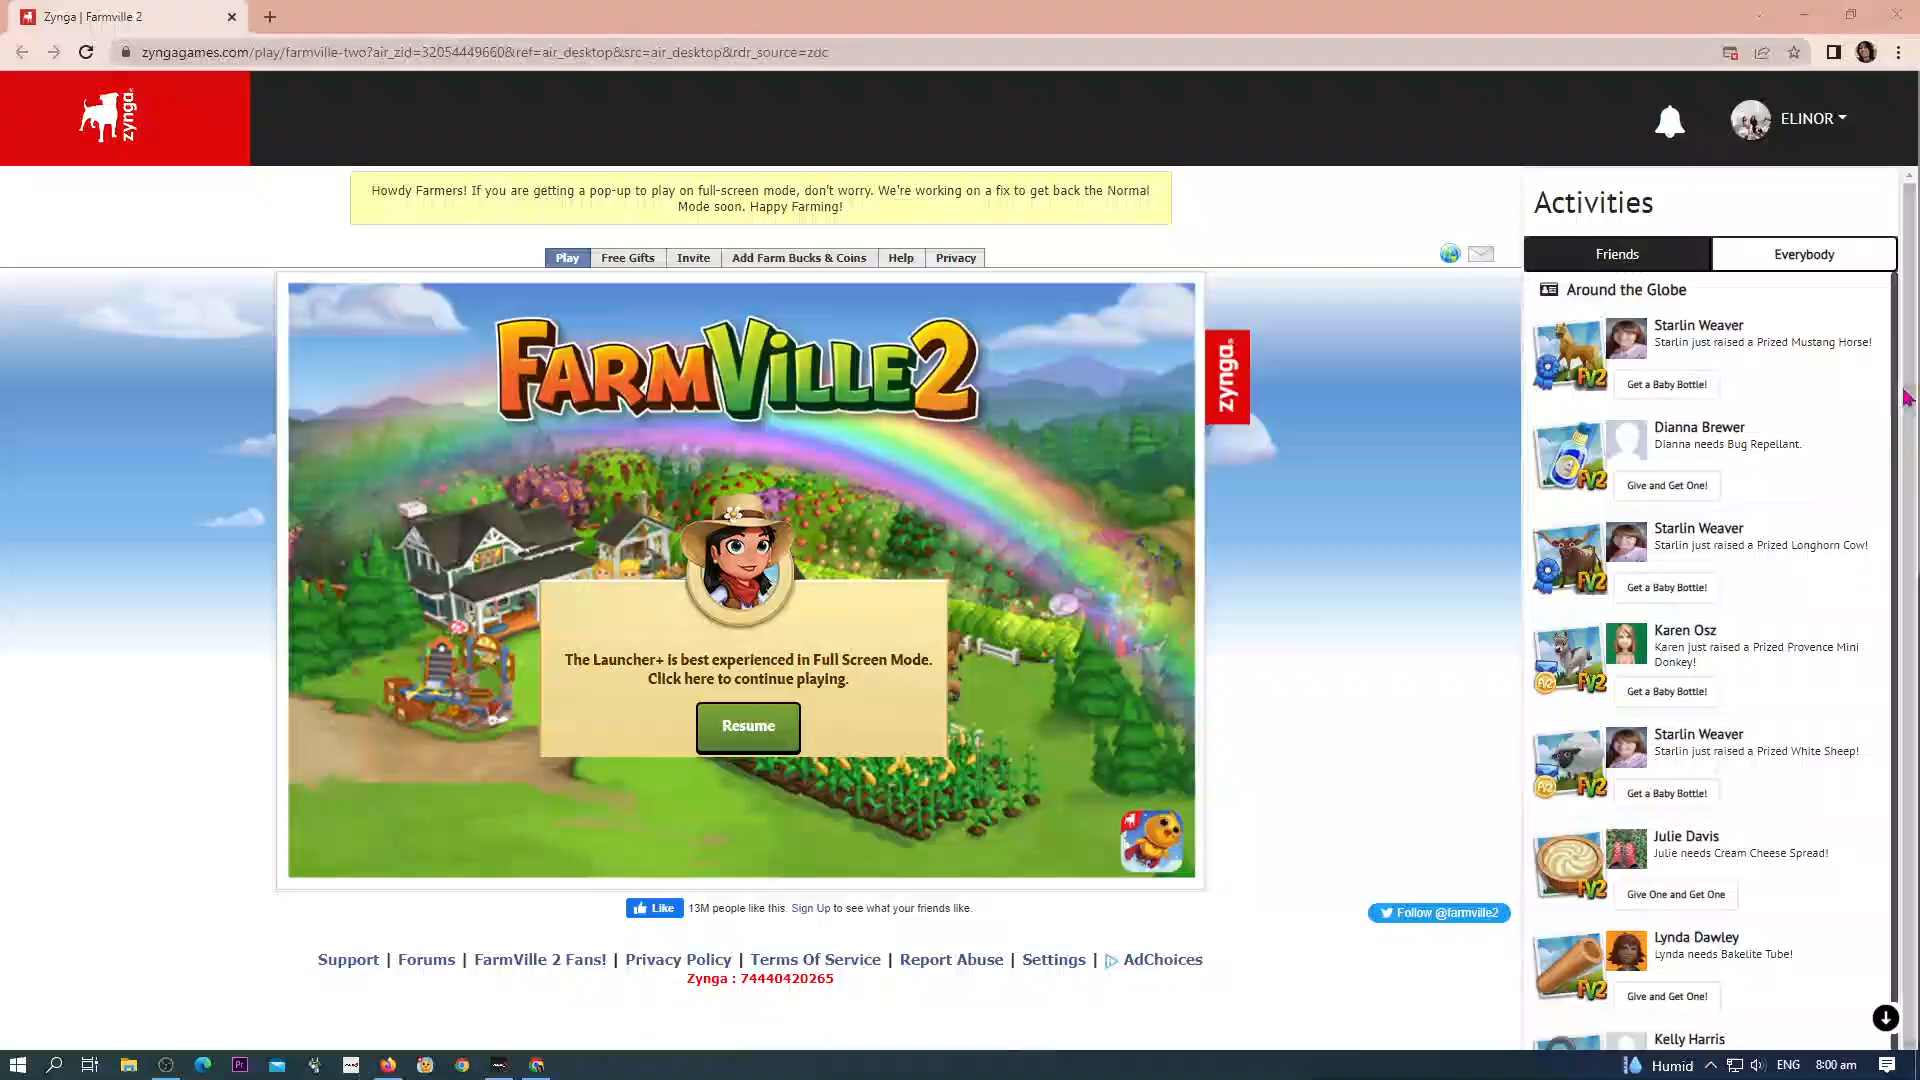 Zynga | Farmville 2
zyngagames.com/play/farmville-two?air_zid=32054449660&ref=air_desktop&src=air_desktop&rdr_source=zdc
zynga
ELINOR
Howdy Farmers! If you are getting a pop-up to play on full-screen mode, don't worry. We're working on a fix to get back the Normal
Mode soon. Happy Farming!
Play
Free Gifts
Invite
Add Farm Bucks & Coins
Help
Privacy
FARMVILLE2
zynga
The Launcher+ is best experienced in Full Screen Mode.
Click here to continue playing.
Resume
Like
13M people like this. Sign Up to see what your friends like.
Follow @farmville2
Support | Forums | FarmVille 2 Fans! | Privacy Policy | Terms Of Service | Report Abuse | Settings | AdChoices
Zynga : 74440420265
Activities
Friends
Everybody
Around the Globe
Starlin Weaver
Starlin just raised a Prized Mustang Horse!
FV2
Get a Baby Bottle!
Dianna Brewer
Dianna needs Bug Repellant.
FV2
Give and Get One!
Starlin Weaver
Starlin just raised a Prized Longhorn Cow!
FV2
Get a Baby Bottle!
Karen Osz
Karen just raised a Prized Provence Mini
Donkey!
FV2
FV2
Get a Baby Bottle!
Starlin Weaver
Starlin just raised a Prized White Sheep!
FV2
FV2
Get a Baby Bottle!
Julie Davis
Julie needs Cream Cheese Spread!
FV2
Give One and Get One
Lynda Dawley
Lynda needs Bakelite Tube!
FV2
Give and Get One!
Kelly Harris
Pr
Humid
ENG
8:00 am